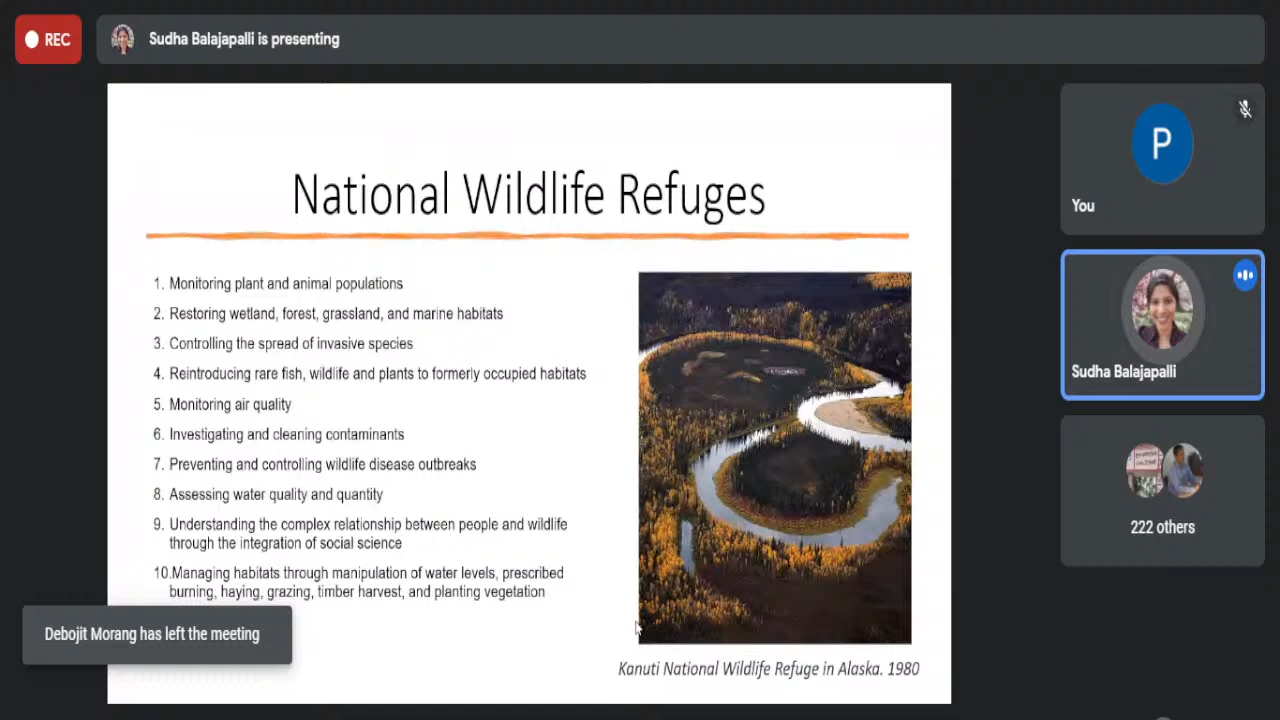 REC
Sudha Balajapalli is presenting
National Wildlife Refuges
1. Monitoring plant and animal populations
2. Restoring wetland, forest, grassland, and marine habitats
3. Controlling the spread of invasive species
4. Reintroducing rare fish, wildlife and plants to formerly occupied habitats
5. Monitoring air quality
6. Investigating and cleaning contaminants
7. Preventing and controlling wildlife disease outbreaks
8. Assessing water quality and quantity
9. Understanding the complex relationship between people and wildlife
through the integration of social science
10.Managing habitats through manipulation of water levels, prescribed
burning, haying, grazing, timber harvest, and planting vegetation
Kanuti National Wildlife Refuge in Alaska. 1980
Debojit Morang has left the meeting
P
You
Sudha Balajapalli
222 others